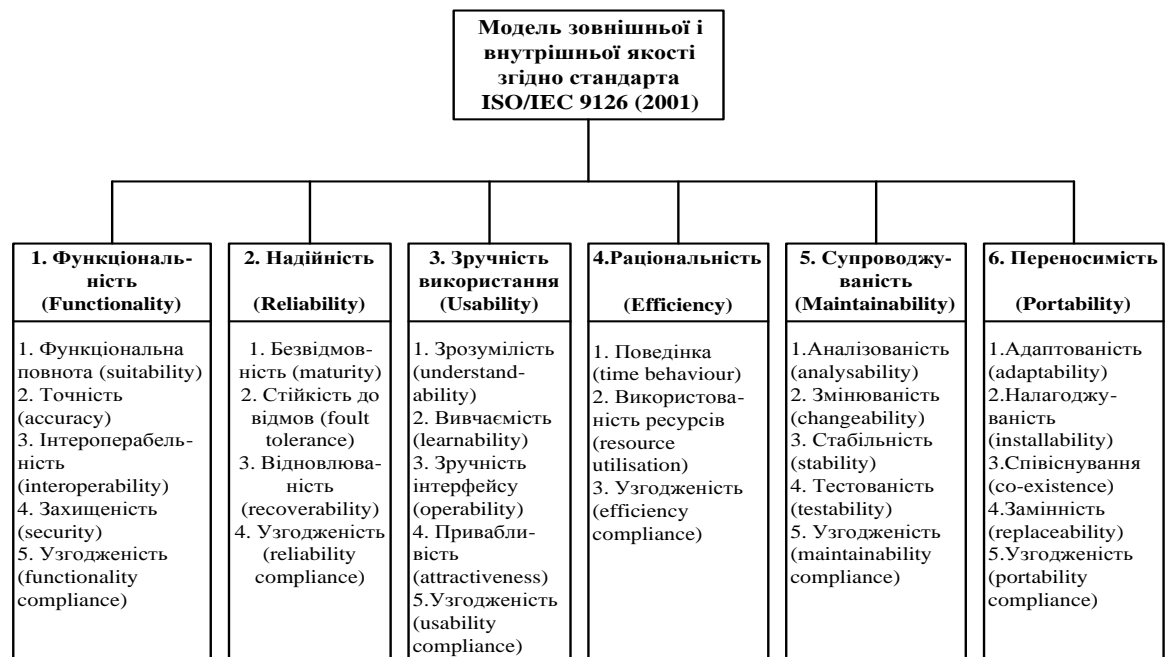 Модель зовнішньої і
внутрішньої якості
згідно стандарта
ISO/IEC 9126 (2001)
1. Функціональ-
ність
(Functionality)
1. Функціональна
повнота (suitability)
2. Точність
(accuracy)
3. Інтероперабель-
ність
(interoperability)
4. Захищеність
(security)
5. Узгодженість
(functionality
compliance)
2. Надійність
(Reliability)
1. Безвідмов-
ність (maturity)
2. Стійкість до
відмов (foult
tolerance)
3. Відновлюва-
ність
(recoverability)
4. Узгодженість
(reliability
compliance)
3. Зручність
використання
(Usability)
1. Зрозумілість
(understand-
ability)
2. Вивчаємість
(learnability)
3. Зручність
інтерфейсу
(operability)
4. Привабли-
вість
(attractiveness)
5.Узгодженість
(usability
compliance)
4.Раціональність
(Efficiency)
1. Поведінка
(time behaviour)
2. Використова-
ність ресурсів
(resource
utilisation)
3. Узгодженість
(efficiency
compliance)
5. Супроводжу-
ваність
(Maintainability)
1.Аналізованість
(analysability)
2. Змінюваність
(changeability)
3. Стабільність
(stability)
4. Тестованість
(testability)
5. Узгодженість
(maintainability
compliance)
6. Переносимість
(Portability)
1.Адаптованість
(adaptability)
2.Налагоджу-
ваність
(installability)
3.Співіснування
(co-existence)
4.Замінність
(replaceability)
5.Узгодженість
(portability
compliance)